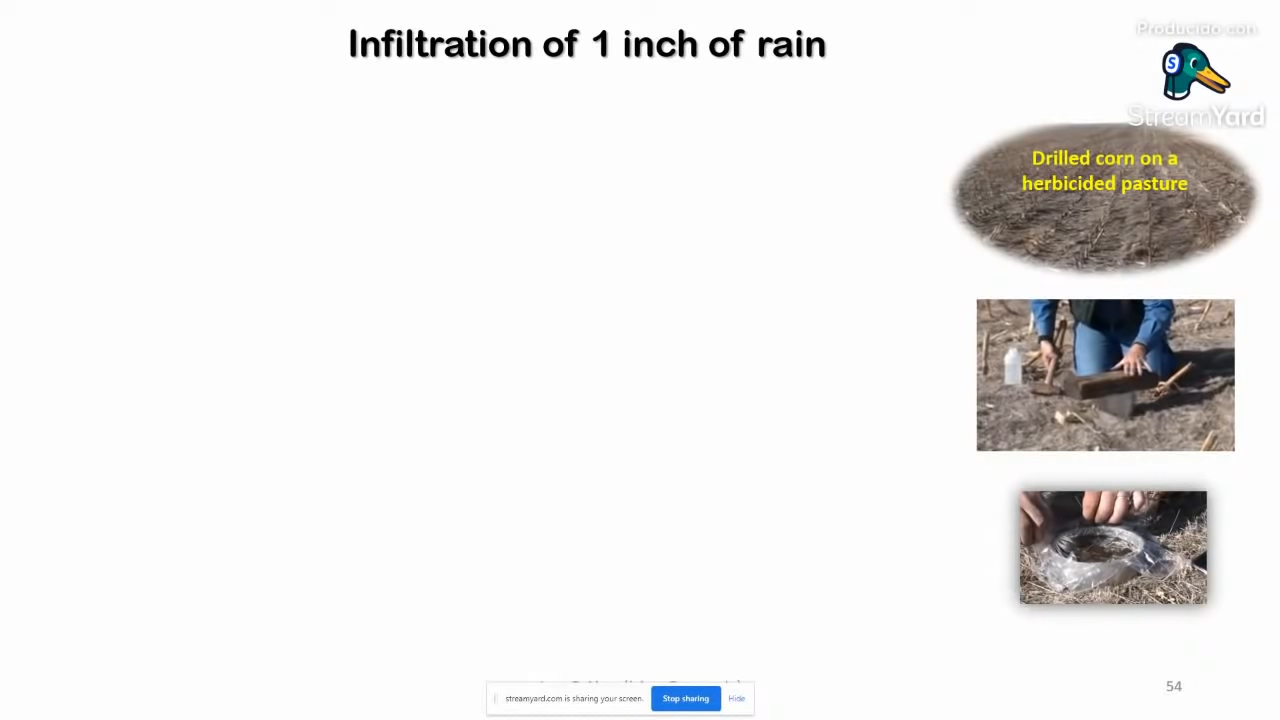 Infiltration of 1 inch of rain
Producido con
S
StreamYard
Drilled corn on a
herbicided pasture
streamyard.com is sharing your screen.
Stop sharing
Hide
54